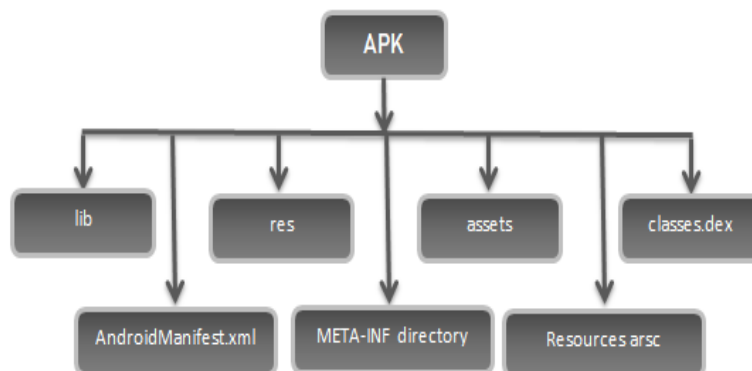 APK
lib
res
assets
classes.dex
AndroidManifest.xml
META-INF directory
Resources arsc